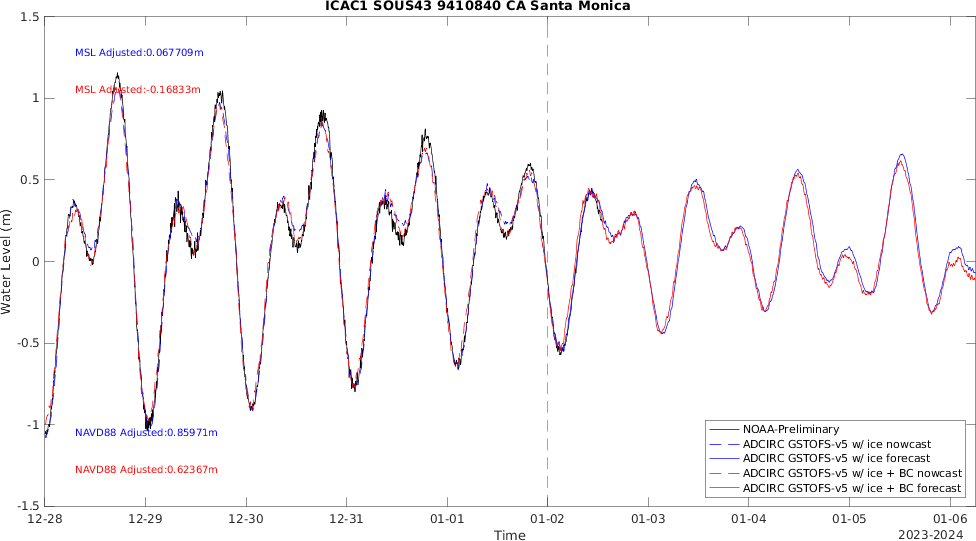 ICAC1 SOUS43 9410840 CA Santa Monica
1.5
MSL Adjusted:0.067709m
MSL Adjusted:-0.16833m
1
0.5
0
Water Level (m)
-0.5
-1
NAVD88 Adjusted:0.85971m
NAVD88 Adjusted:0.62367m
-1.5
NOAA-Preliminary
ADCIRC GSTOFS-v5 w/ ice nowcast
ADCIRC GSTOFS-v5 w/ ice forecast
ADCIRC GSTOFS-v5 w/ ice + BC nowcast
ADCIRC GSTOFS-v5 w/ ice + BC forecast
12-28 12-29 12-30 12-31 01-01 01-02 01-03 01-04 01-05 01-06
Time
2023-2024